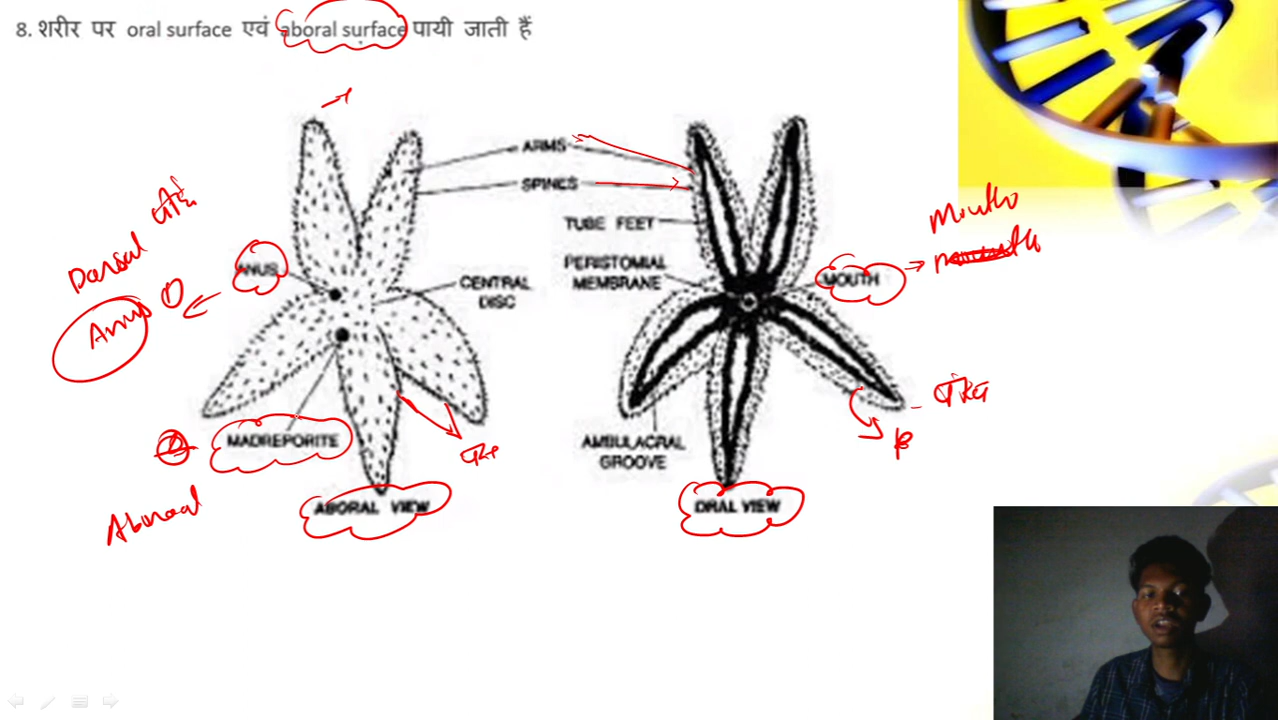 8. शरीर पर oral surface एवं aboral surface पायी जाती हैं
ARMS
SPINES
TUBE FEET
PERISTOMIAL
MEMBRANE
MOUTH
Mouth
Dorsal
ANUS
Anus
CENTRAL
DISC
MADREPORITE
AMBULACRAL
GROOVE
ABORAL VIEW
ORAL VIEW